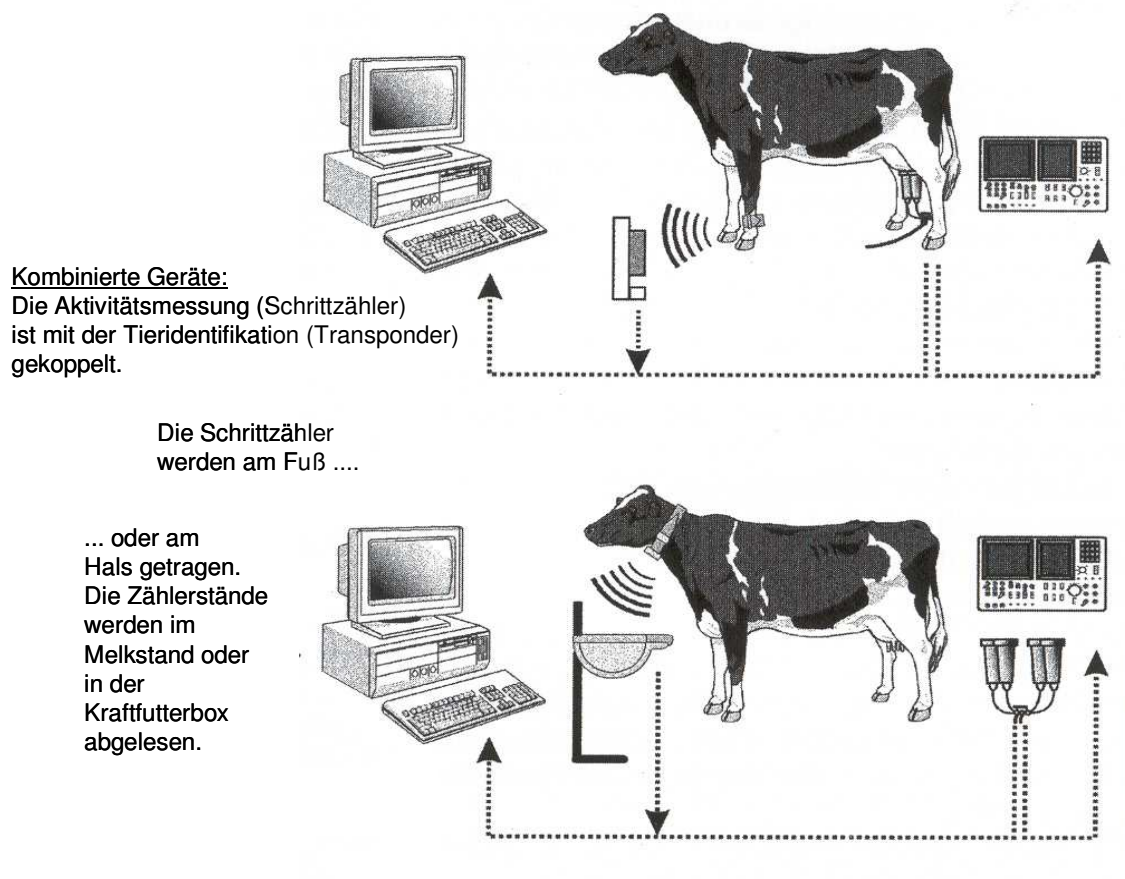 Kombinierte Geräte:
Die Aktivitätsmessung (Schrittzähler)
ist mit der Tieridentifikation (Transponder)
gekoppelt.
Die Schrittzähler
werden am Fuß ....
... oder am
Hals getragen.
Die Zählerstände
werden im
Melkstand oder
in der
Kraftfutterbox
abgelesen.